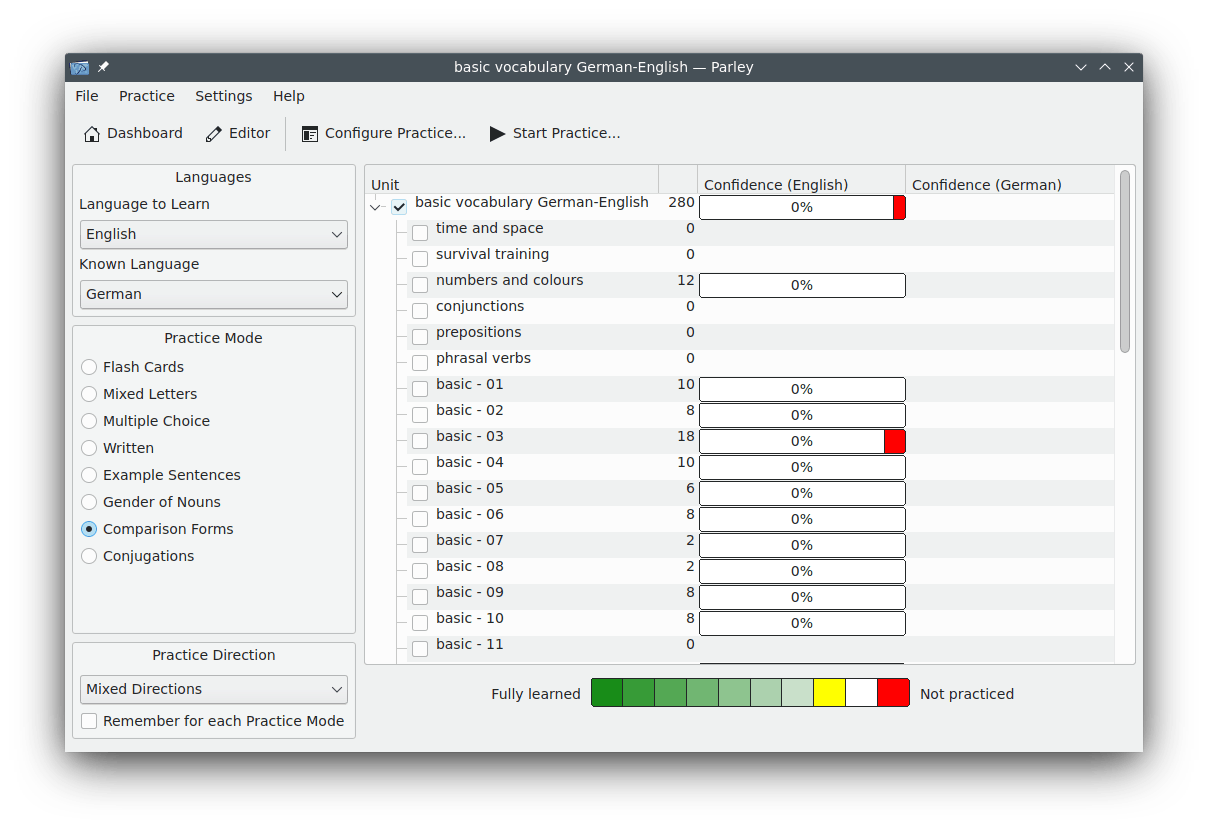 basic vocabulary German-English — Parley
File Practice Settings Help
Dashboard Editor Configure Practice... Start Practice...
Languages
Language to Learn
English
Known Language
German
Practice Mode
Flash Cards
Mixed Letters
Multiple Choice
Written
Example Sentences
Gender of Nouns
Comparison Forms
Conjugations
Practice Direction
Mixed Directions
Remember for each Practice Mode
Unit Confidence (English) Confidence (German)
basic vocabulary German-English 280 0%
time and space 0
survival training 0
numbers and colours 12 0%
conjunctions 0
prepositions 0
phrasal verbs 0
basic - 01 10 0%
basic - 02 8 0%
basic - 03 18 0%
basic - 04 10 0%
basic - 05 6 0%
basic - 06 8 0%
basic - 07 2 0%
basic - 08 2 0%
basic - 09 8 0%
basic - 10 8 0%
basic - 11 0
Fully learned Not practiced